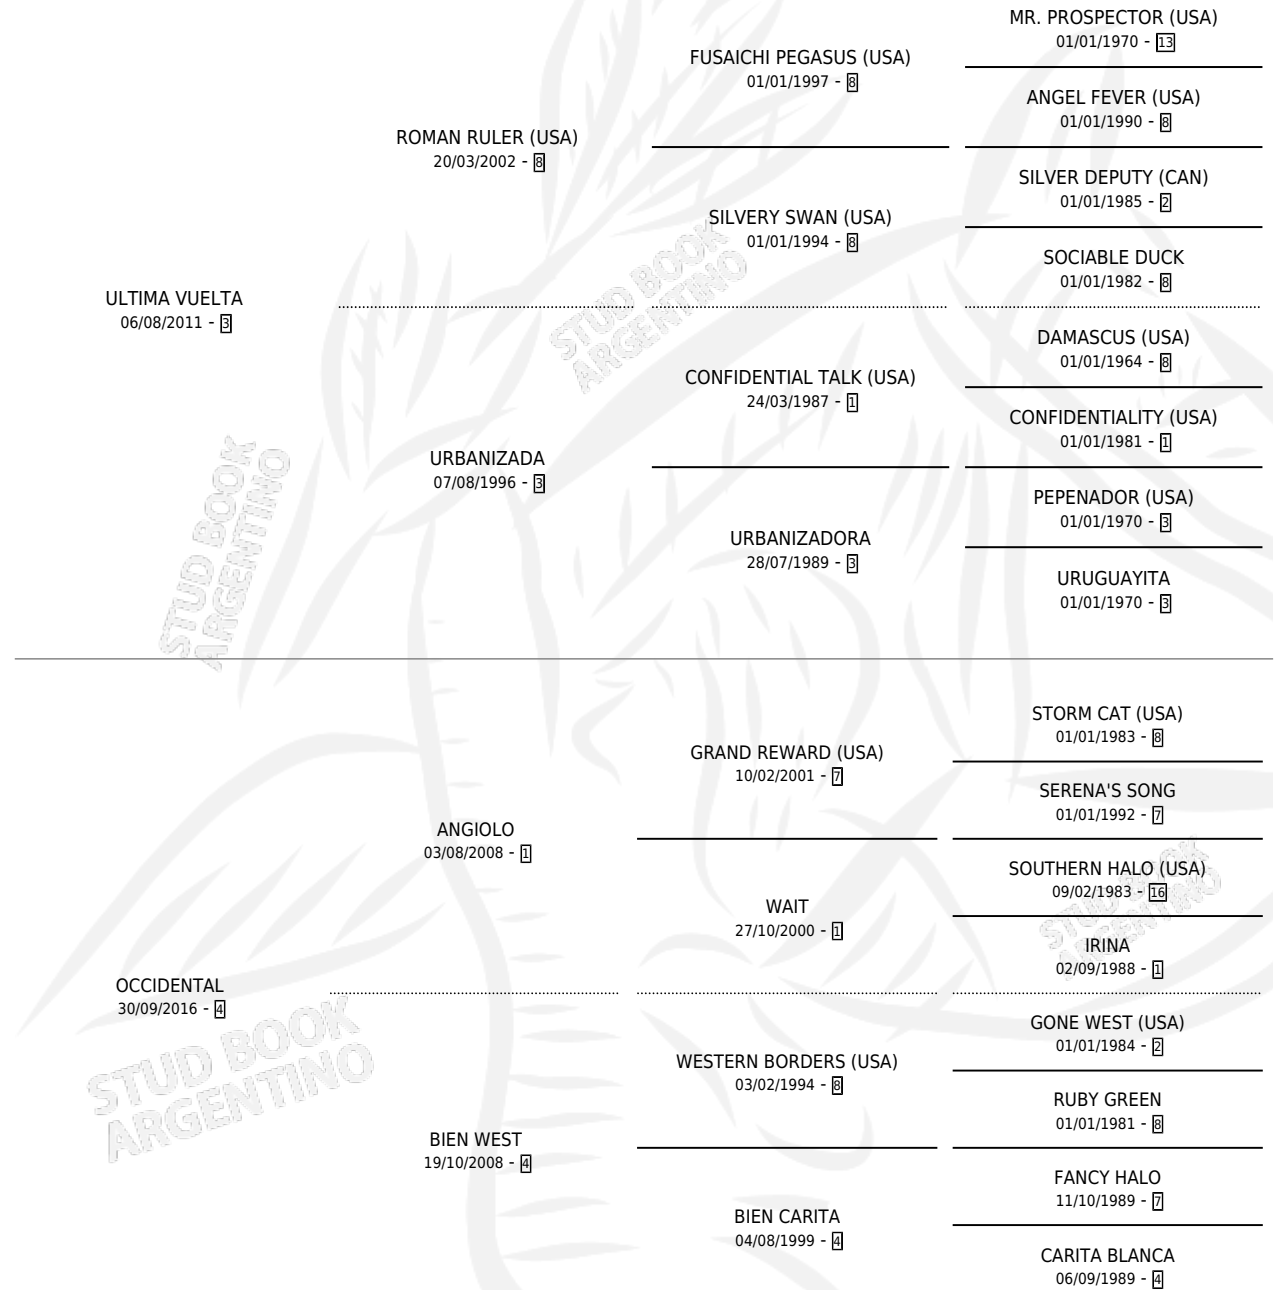 MR. PROSPECTOR (USA)
01/01/1970 - 13
FUSAICHI PEGASUS (USA)
01/01/1997 - 8
ANGEL FEVER (USA)
01/01/1990 - 8
ROMAN RULER (USA)
20/03/2002 - 8
SILVER DEPUTY (CAN)
01/01/1985 - 2
SILVERY SWAN (USA)
01/01/1994 - 8
SOCIABLE DUCK
01/01/1982 - 8
ULTIMA VUELTA
06/08/2011 - 3
DAMASCUS (USA)
01/01/1964 - 8
CONFIDENTIAL TALK (USA)
24/03/1987 - 1
CONFIDENTIALITY (USA)
01/01/1981 - 1
URBANIZADA
07/08/1996 - 3
PEPENADOR (USA)
01/01/1970 - 3
URBANIZADORA
28/07/1989 - 3
URUGUAYITA
01/01/1970 - 3
STORM CAT (USA)
01/01/1983 - 8
GRAND REWARD (USA)
10/02/2001 - 7
SERENA'S SONG
01/01/1992 - 7
ANGIOLO
03/08/2008 - 1
SOUTHERN HALO (USA)
09/02/1983 - 16
WAIT
27/10/2000 - 1
IRINA
02/09/1988 - 1
OCCIDENTAL
30/09/2016 - 4
GONE WEST (USA)
01/01/1984 - 2
WESTERN BORDERS (USA)
03/02/1994 - 8
RUBY GREEN
01/01/1981 - 8
BIEN WEST
19/10/2008 - 4
FANCY HALO
11/10/1989 - 7
BIEN CARITA
04/08/1999 - 4
CARITA BLANCA
06/09/1989 - 4
STUD BOOK
ARGENTINO
STUD BOOK
ARGENTINO
STUD BOOK
ARGENTINO
STUD BOOK
ARGENTINO